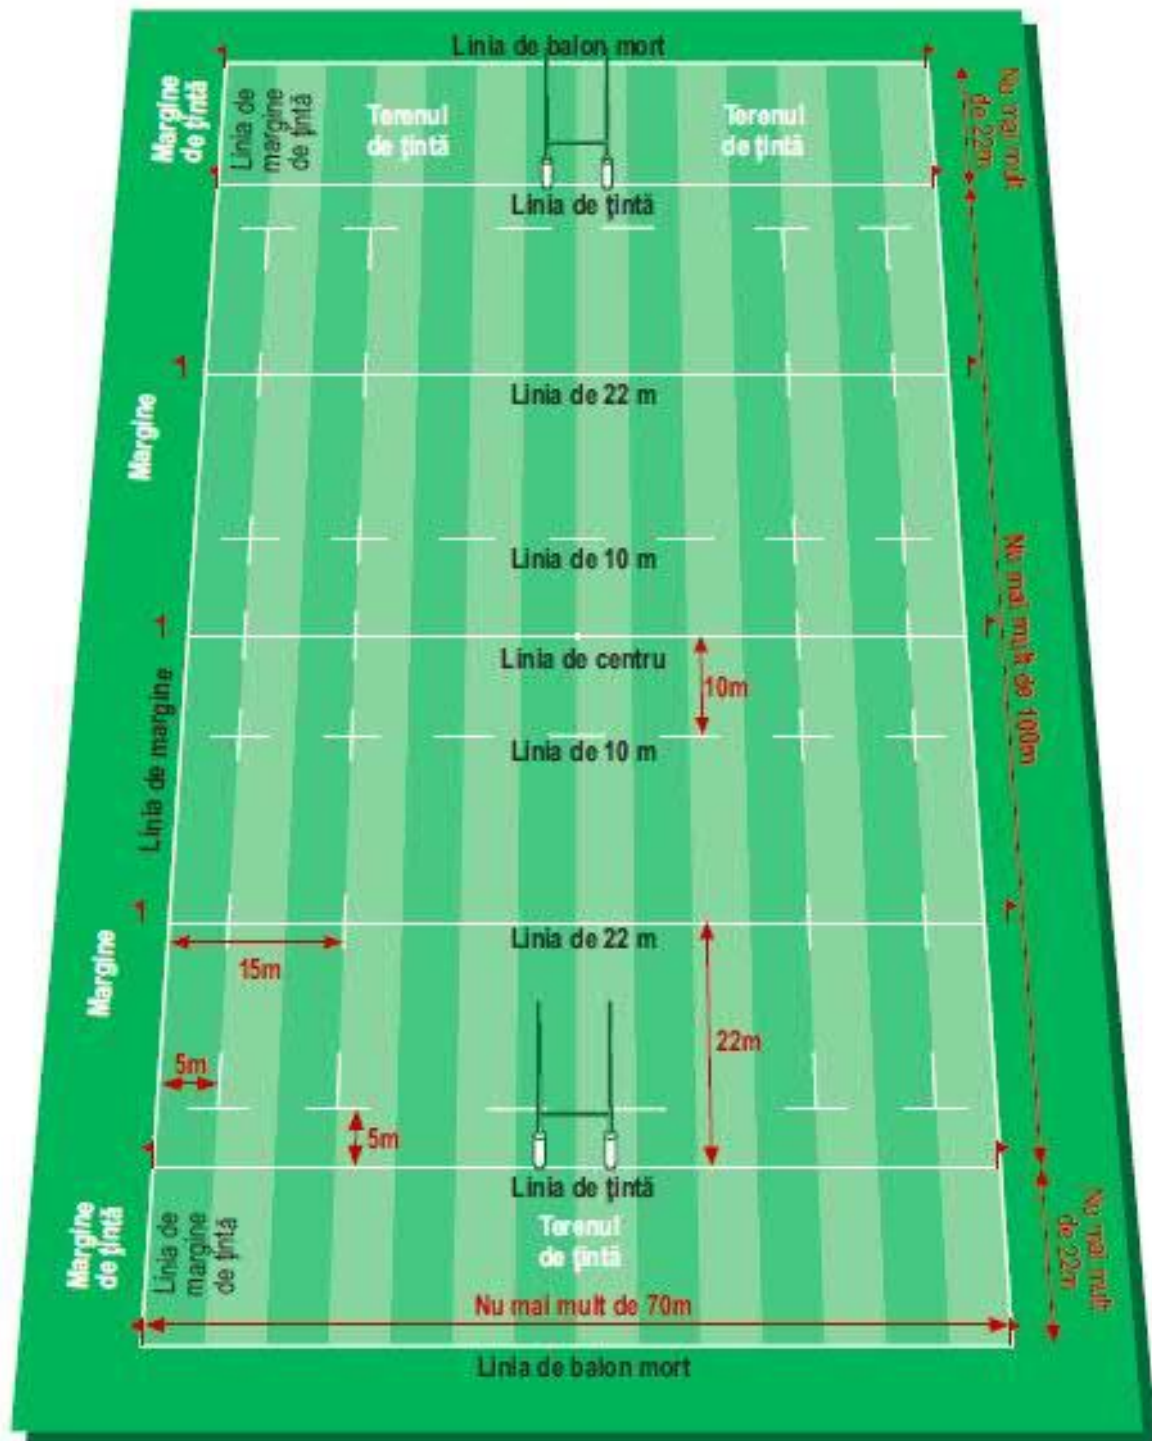 Linia de balon mort
Margine
de țintă
Linia de
margine
de țintă
Terenul
de țintă
Terenul
de țintă
Nu mai mult
de 22m
Linia de țintă
Linia de 22 m
Margine
Linia de 10 m
Nu mai mult de 100m
Linia de centru
10m
Linia de margine
Linia de 10 m
Linia de 22 m
15m
Margine
22m
5m
5m
Linia de țintă
Margine
de țintă
Linia de
margine
de țintă
Terenul
de țintă
Nu mai mult
de 22m
Nu mai mult de 70m
Linia de balon mort